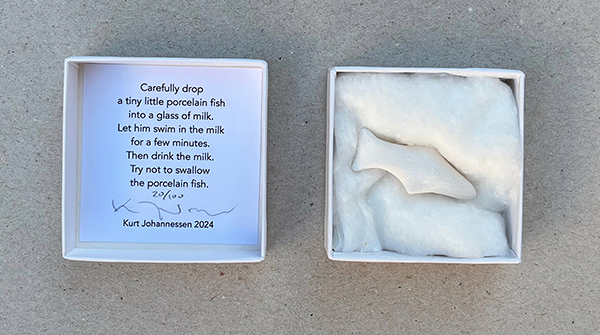 Carefully drop
a tiny little porcelain fish
into a glass of milk.
Let him swim in the milk
for a few minutes.
Then drink the milk.
Try not to swallow
the porcelain fish.
20/100
Kurt Johannessen 2024